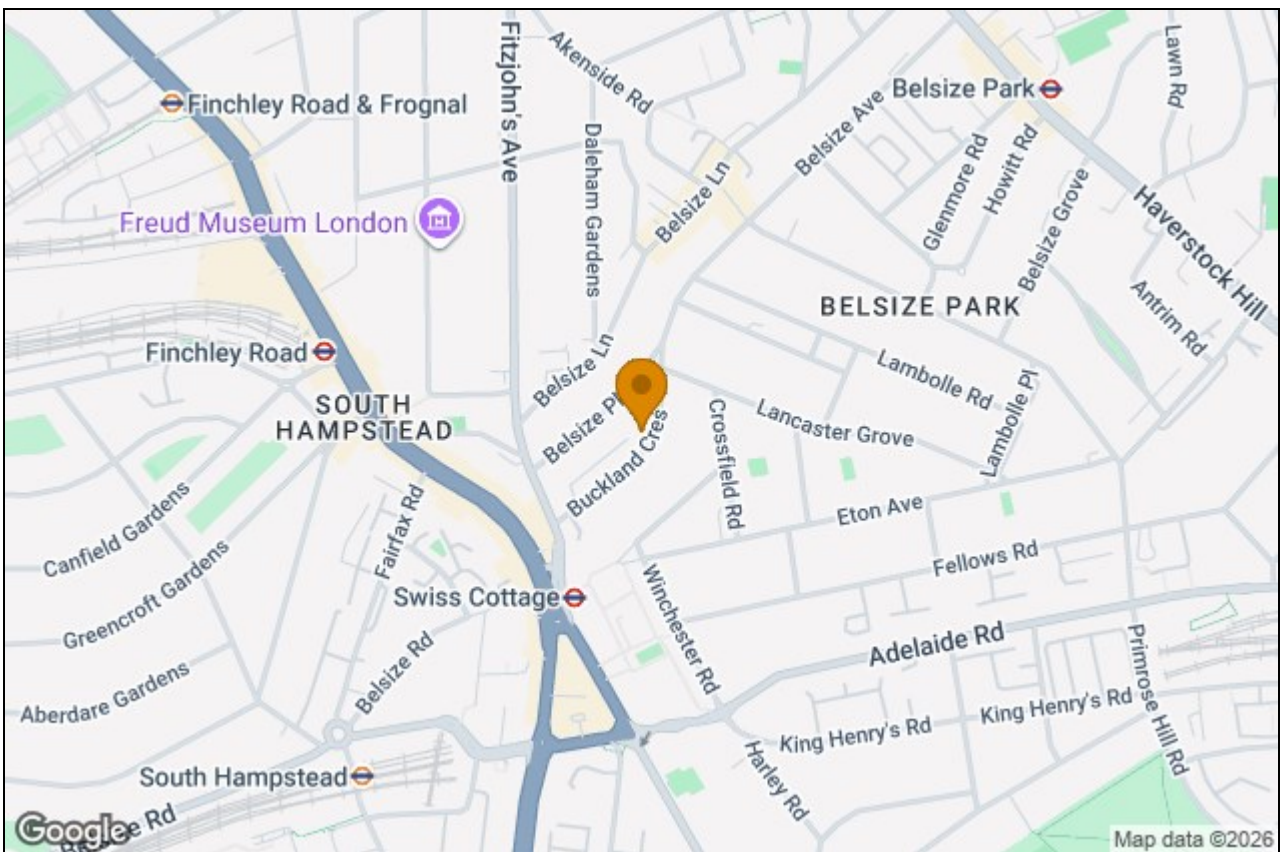 Fitzjohn's Ave
Akenside Rd
Lawn Rd
Belsize Park
Finchley Road & Frognal
Daleham Gardens
Belsize Ave
Belsize Ln
Glenmore Rd
Howitt Rd
Belsize Grove
Haverstock Hill
Freud Museum London
BELSIZE PARK
Antrim Rd
Finchley Road
Belsize Ln
Lambolle Rd
Lambolle Pl
SOUTH
HAMPSTEAD
Belsize
Buckland Cres
Crossfield Rd
Lancaster Grove
Canfield Gardens
Fairfax Rd
Eton Ave
Fellows Rd
Greencroft Gardens
Swiss Cottage
Winchester Rd
Adelaide Rd
Primrose Hill Rd
Belsize Rd
Aberdare Gardens
King Henry's Rd
King Henry's Rd
Harley Rd
South Hampstead
Rd
Google
Map data ©2026